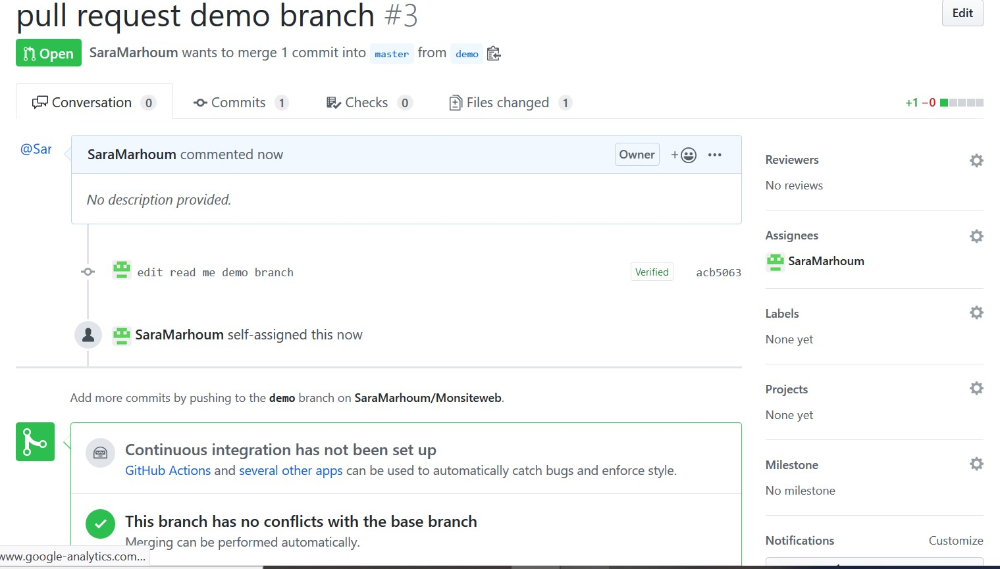 pull request demo branch #3
Edit
Open
SaraMarhoum wants to merge 1 commit into master from demo
Conversation 0
Commits 1
Checks 0
Files changed 1
+1 −0
@Sar
SaraMarhoum commented now
Owner
No description provided.
edit read me demo branch
Verified
acb5063
SaraMarhoum self-assigned this now
Add more commits by pushing to the demo branch on SaraMarhoum/Monsiteweb.
Continuous integration has not been set up
GitHub Actions and several other apps can be used to automatically catch bugs and enforce style.
This branch has no conflicts with the base branch
Merging can be performed automatically.
www.google-analytics.com...
Reviewers
No reviews
Assignees
SaraMarhoum
Labels
None yet
Projects
None yet
Milestone
No milestone
Notifications
Customize